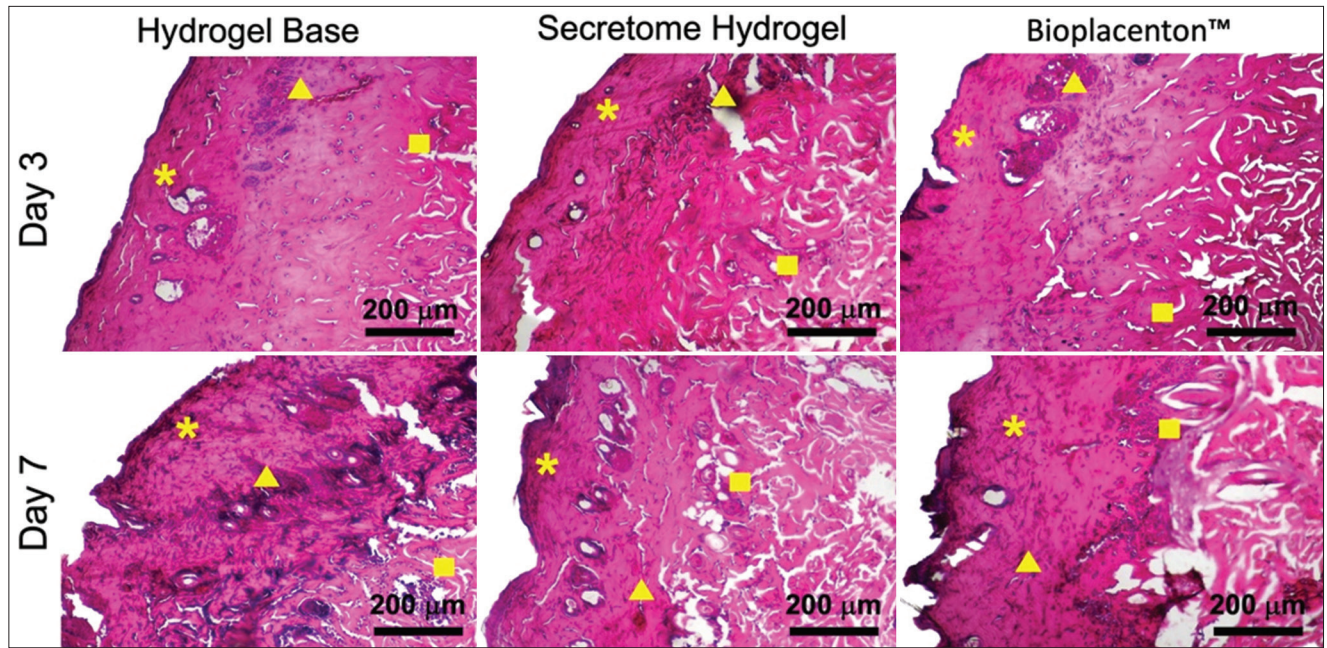 Hydrogel Base
Secretome Hydrogel
Bioplacenton™
Day 3
200 µm
200 µm
200 µm
Day 7
200 µm
200 µm
200 µm